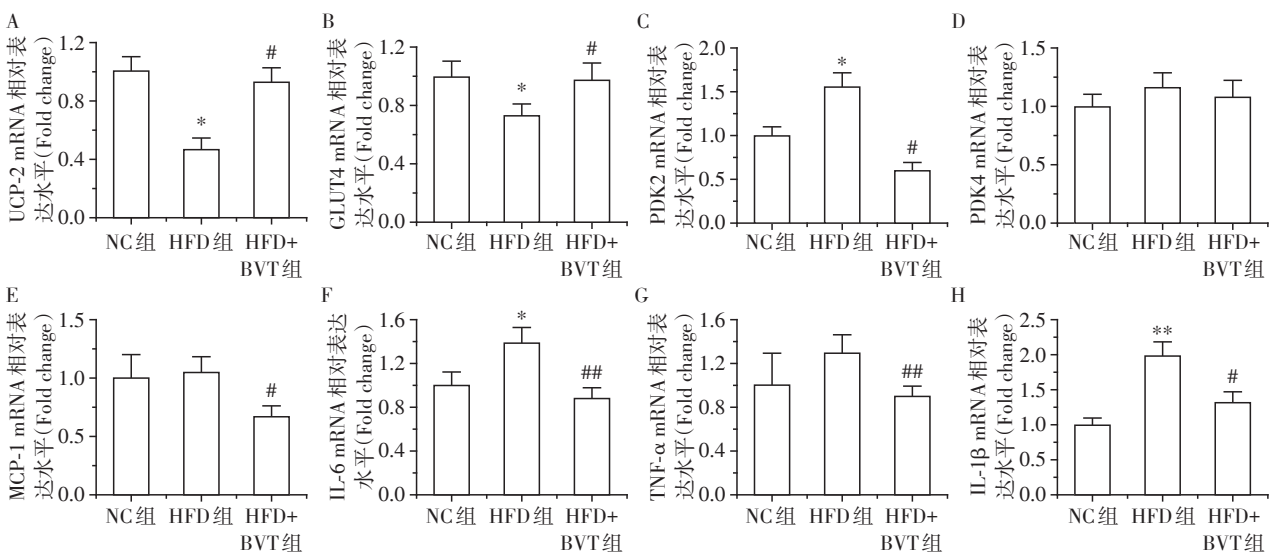 A
UCP-2 mRNA 相对表
达水平(Fold change)
1.2
0.8
0.4
0.0
*
#
NC组 HFD组 HFD+
BVT组
B
GLUT4 mRNA 相对表
达水平(Fold change)
1.2
0.8
0.4
0.0
*
#
NC组 HFD组 HFD+
BVT组
C
PDK2 mRNA 相对表
达水平(Fold change)
2.0
1.5
1.0
0.5
0.0
*
#
NC组 HFD组 HFD+
BVT组
D
PDK4 mRNA 相对表
达水平(Fold change)
1.5
1.0
0.5
0.0
NC组 HFD组 HFD+
BVT组
E
MCP-1 mRNA 相对表
达水平(Fold change)
1.5
1.0
0.5
0.0
#
NC组 HFD组 HFD+
BVT组
F
IL-6 mRNA 相对表达
水平(Fold change)
1.6
1.2
0.8
0.4
0.0
*
##
NC组 HFD组 HFD+
BVT组
G
TNF-α mRNA 相对表
达水平(Fold change)
1.6
1.2
0.8
0.4
0.0
##
NC组 HFD组 HFD+
BVT组
H
IL-1β mRNA 相对表
达水平(Fold change)
2.5
2.0
1.5
1.0
0.5
0.0
**
#
NC组 HFD组 HFD+
BVT组